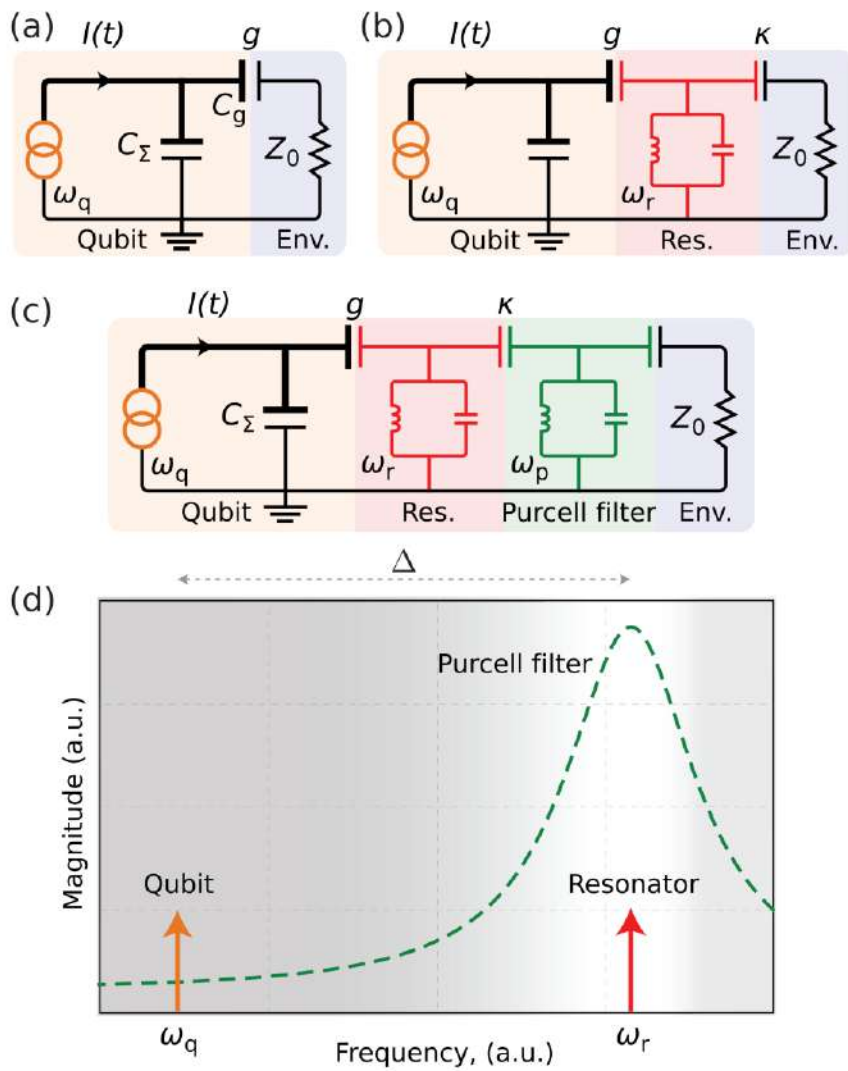 (a)
I(t)
g
C_g
C_Σ
Z_0
ω_q
Qubit
Env.
(b)
I(t)
g
κ
Z_0
ω_q
ω_r
Qubit
Res.
Env.
(c)
I(t)
g
κ
C_Σ
Z_0
ω_q
ω_r
ω_p
Qubit
Res.
Purcell filter
Env.
(d)
Δ
Purcell filter
Magnitude (a.u.)
Qubit
Resonator
ω_q
Frequency, (a.u.)
ω_r